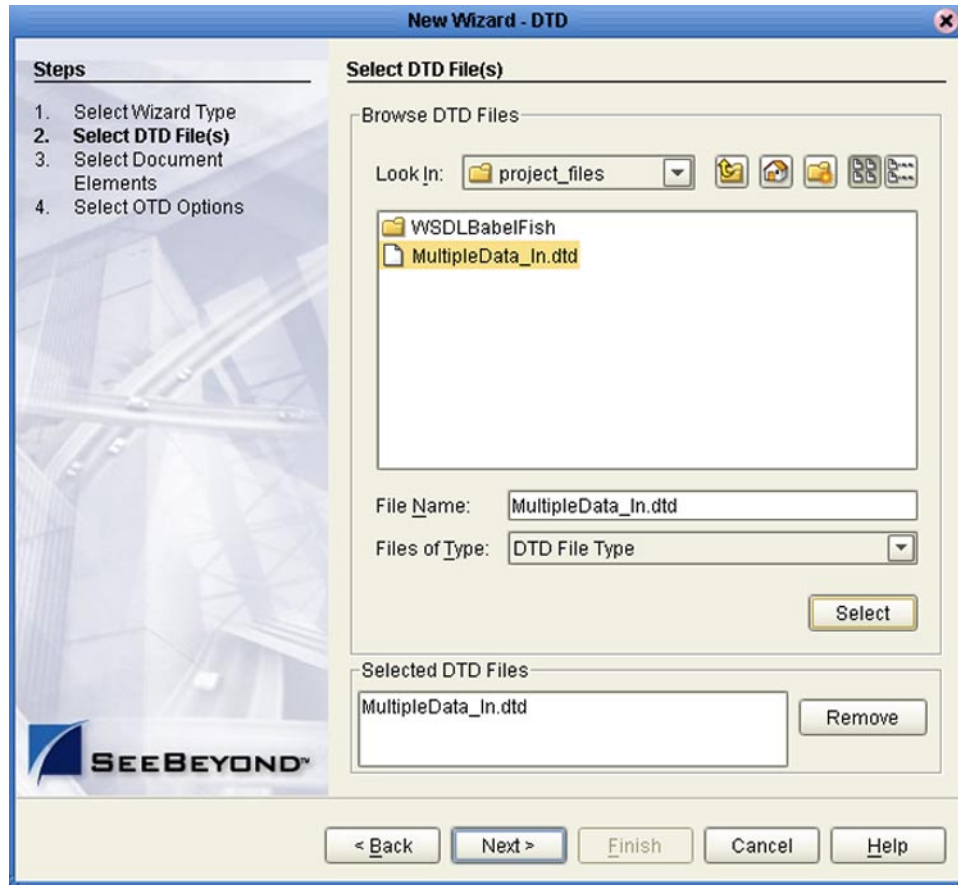 New Wizard - DTD
Steps
1. Select Wizard Type
2. Select DTD File(s)
3. Select Document
Elements
4. Select OTD Options
Select DTD File(s)
Browse DTD Files
Look In: project_files
WSDLBabelFish
MultipleData_In.dtd
File Name: MultipleData_In.dtd
Files of Type: DTD File Type
Select
Selected DTD Files
MultipleData_In.dtd
Remove
SEEBEYOND™
< Back Next > Finish Cancel Help